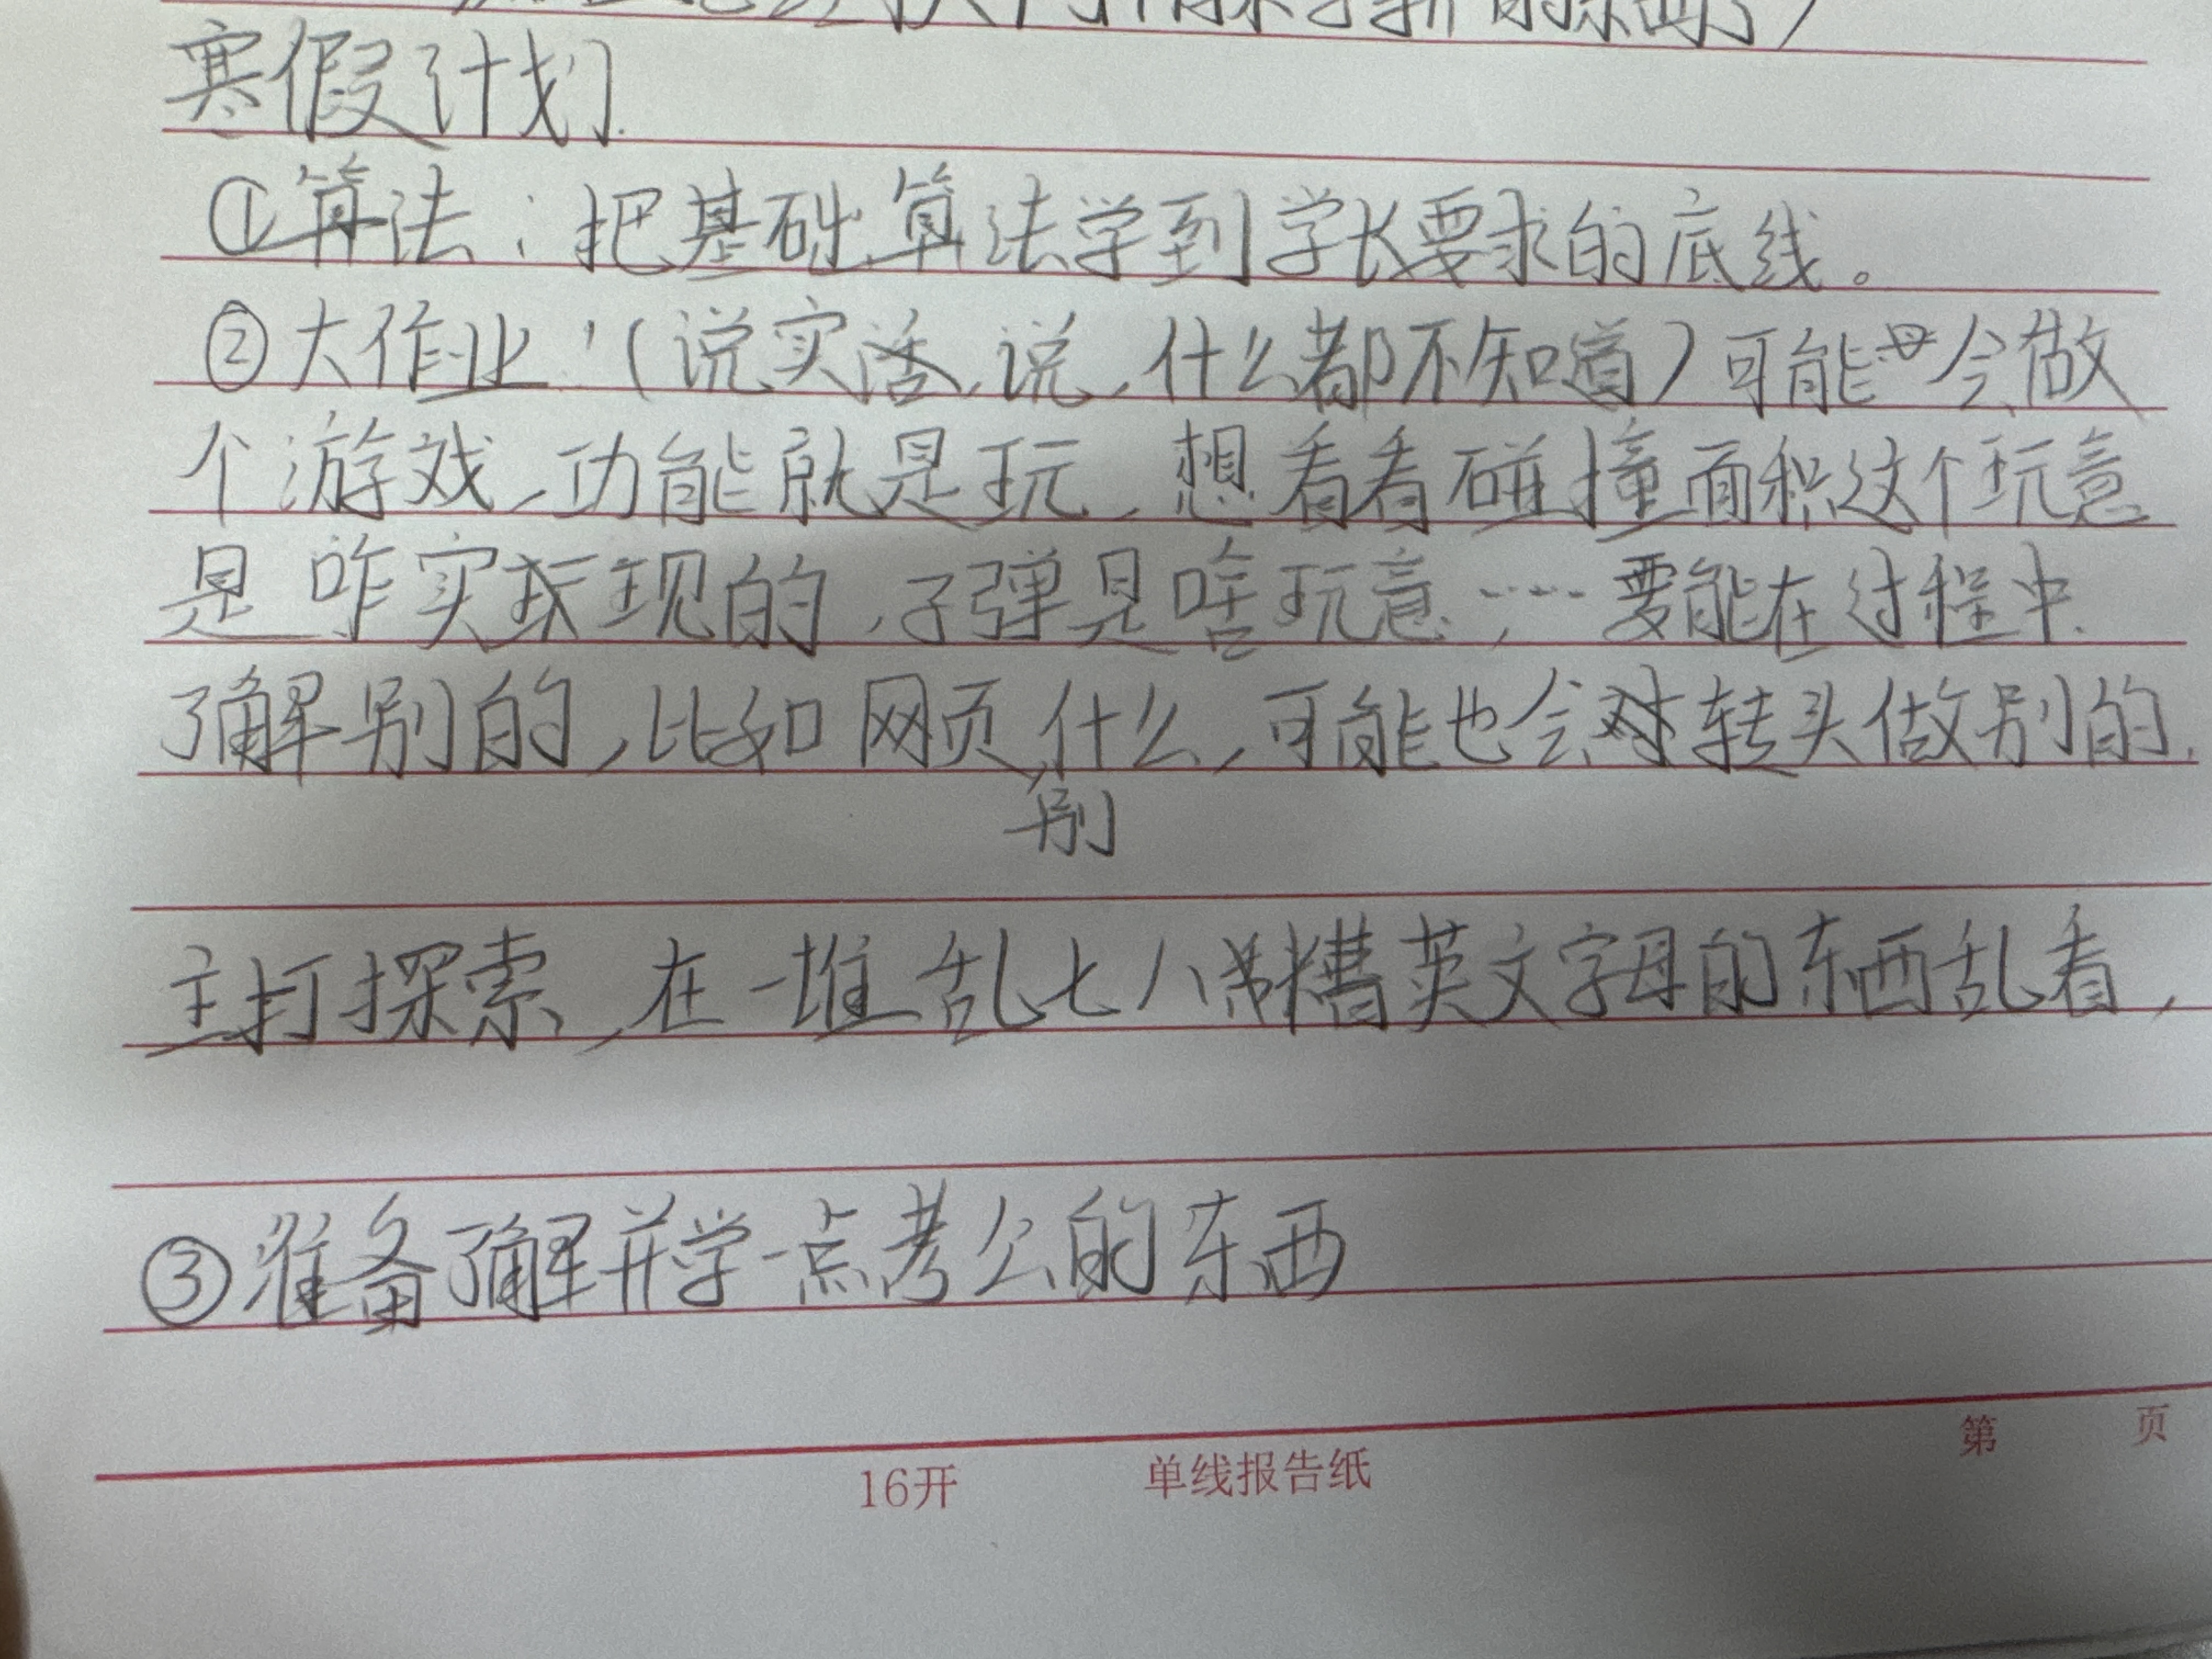 寒假计划.
①算法：把基础算法学到学长要求的底线。
②大作业：(说实话说，什么都不知道)可能会做
个游戏，功能就是玩，想看看碰撞面积这个玩意
是咋实现的，子弹是啥玩意……要能在过程中
了解别的，比如网页，什么，可能也会转头做别的.
别
主打探索，在一堆乱七八糟英文字母的东西乱看，
③准备了解并学一点考公的东西
16开 单线报告纸 第 页